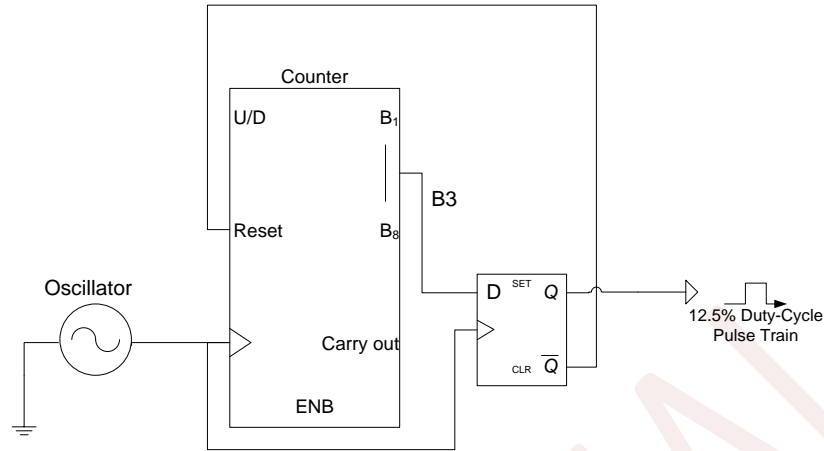 Counter
U/D
B₁
B3
Reset
B₈
Oscillator
D
SET
Q
12.5% Duty-Cycle
Pulse Train
Carry out
CLR
Q̅
ENB